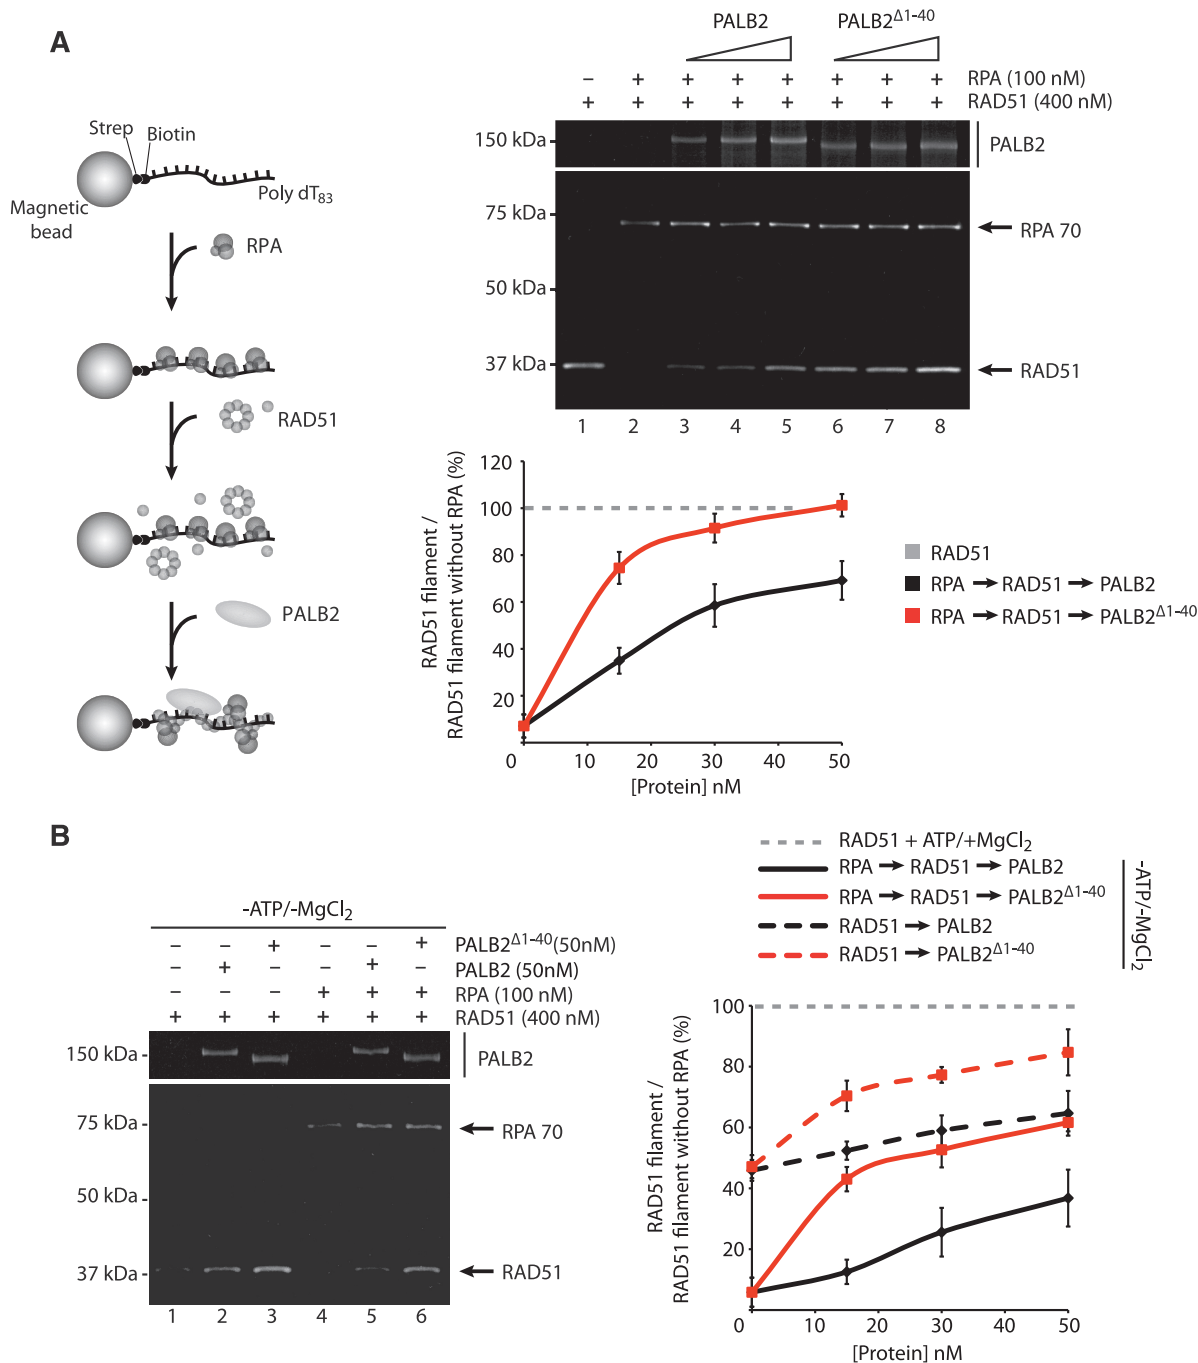 A
Strep
Biotin
Poly dT83
Magnetic
bead
RPA
RAD51
PALB2
PALB2Δ1-40
PALB2
– + + + + + + + RPA (100 nM)
+ + + + + + + + RAD51 (400 nM)
150 kDa
PALB2
75 kDa
RPA 70
50 kDa
37 kDa
RAD51
1 2 3 4 5 6 7 8
RAD51 filament /
RAD51 filament without RPA (%)
120
100
80
60
40
20
0 10 20 30 40 50
[Protein] nM
RAD51
RPA → RAD51 → PALB2
RPA → RAD51 → PALB2Δ1-40
B
-ATP/-MgCl2
– – + – – + PALB2Δ1-40 (50nM)
– + – – + – PALB2 (50nM)
– – – + + + RPA (100 nM)
+ + + + + + RAD51 (400 nM)
150 kDa
PALB2
75 kDa
RPA 70
50 kDa
37 kDa
RAD51
1 2 3 4 5 6
RAD51 + ATP/+MgCl2
RPA → RAD51 → PALB2
RPA → RAD51 → PALB2Δ1-40
RAD51 → PALB2
RAD51 → PALB2Δ1-40
-ATP/-MgCl2
RAD51 filament /
RAD51 filament without RPA (%)
100
80
60
40
20
0 10 20 30 40 50
[Protein] nM